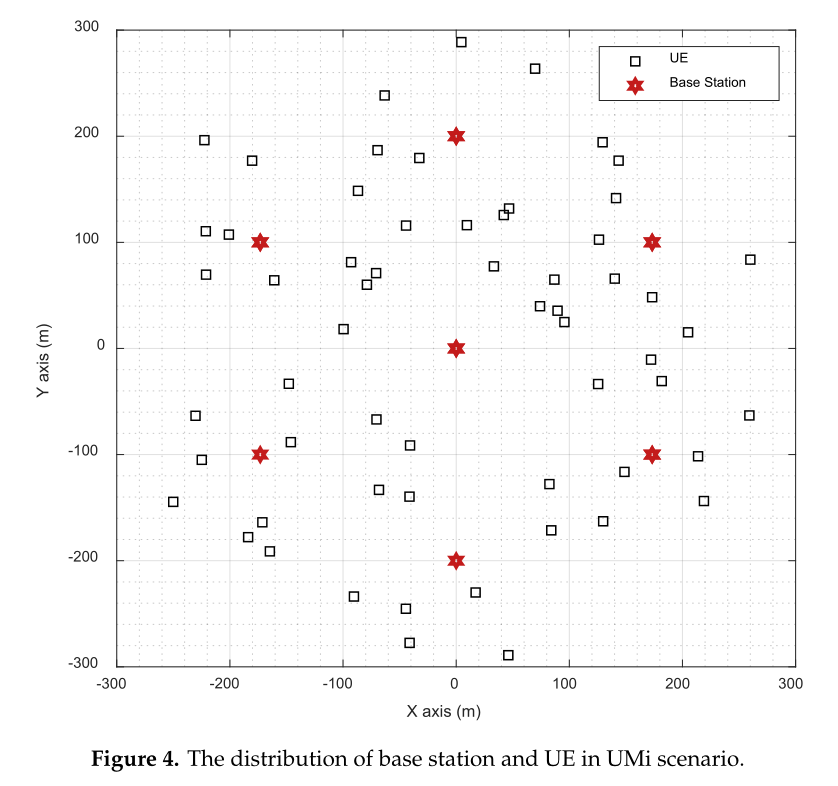 300
200
100
0
-100
-200
-300
Y axis (m)
UE
Base Station
-300
-200
-100
0
100
200
300
X axis (m)
Figure 4. The distribution of base station and UE in UMi scenario.